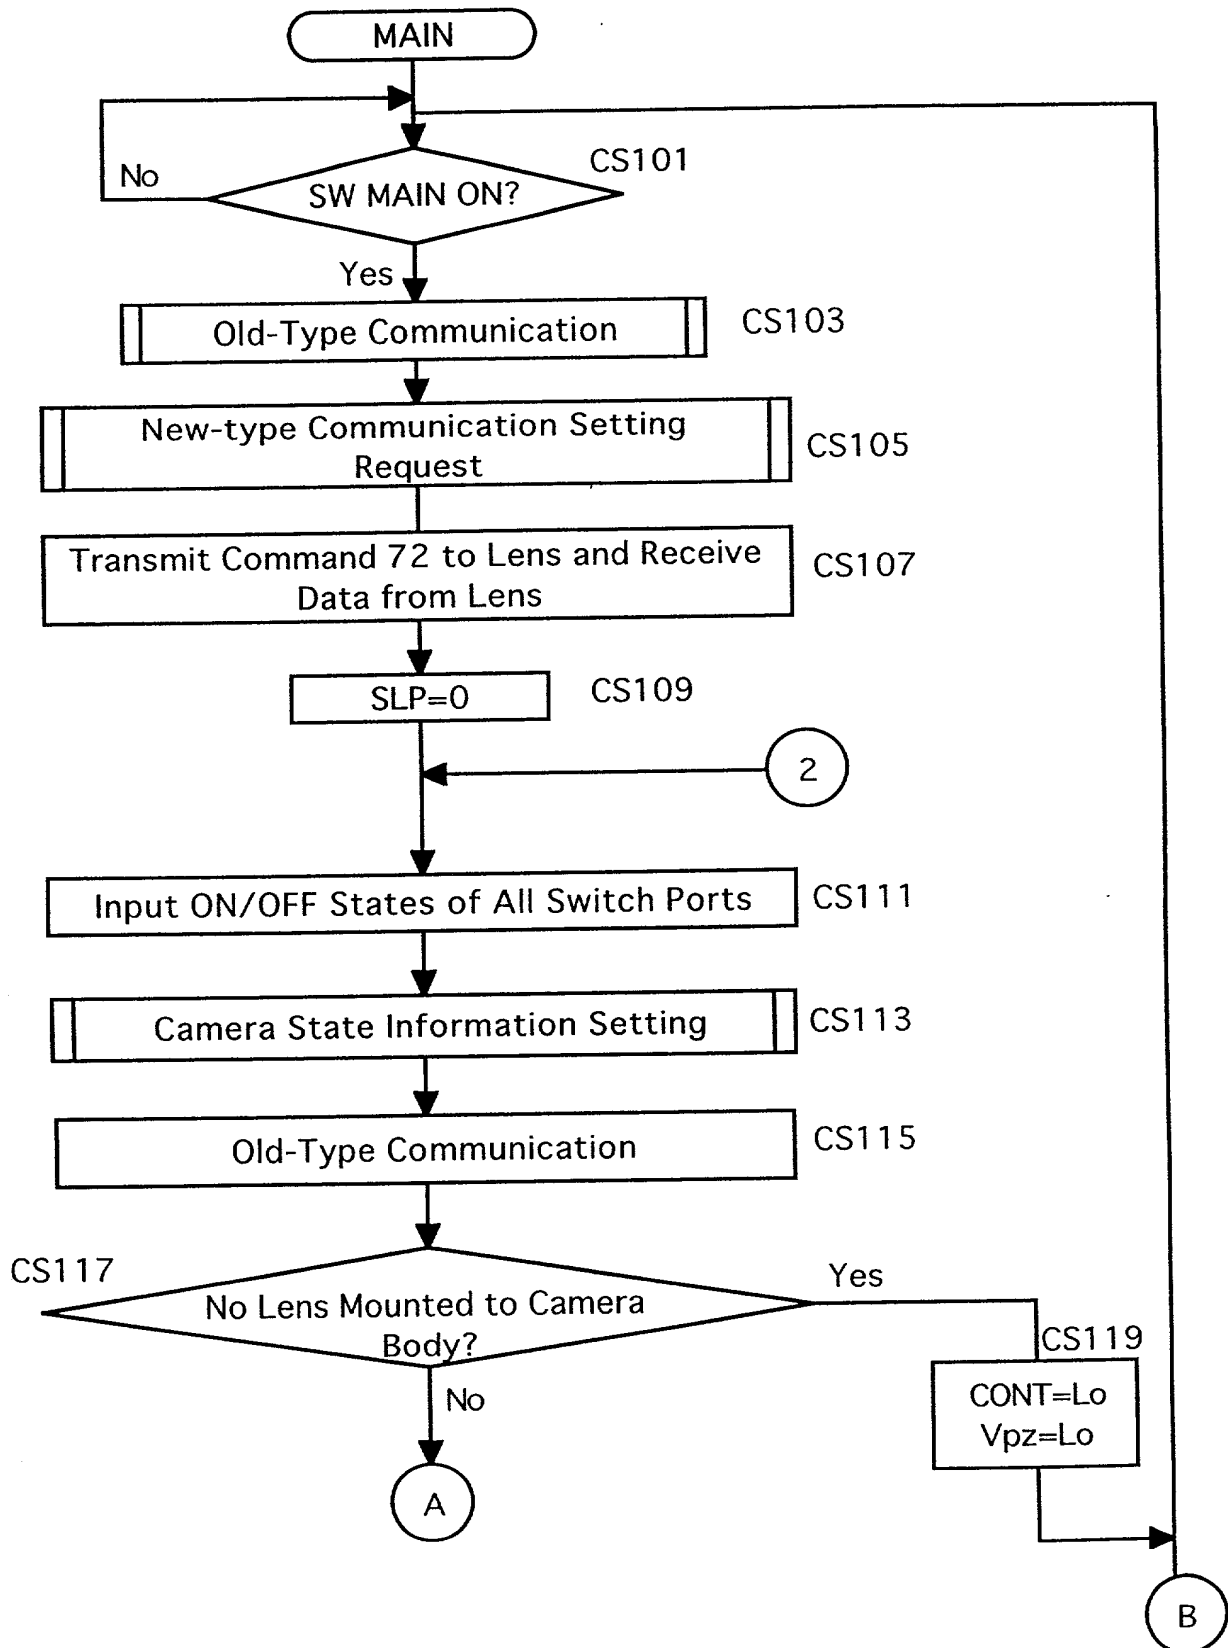 MAIN
CS101
No
SW MAIN ON?
Yes
Old-Type Communication
CS103
New-type Communication Setting
Request
CS105
Transmit Command 72 to Lens and Receive
Data from Lens
CS107
SLP=0
CS109
2
Input ON/OFF States of All Switch Ports
CS111
Camera State Information Setting
CS113
Old-Type Communication
CS115
CS117
No Lens Mounted to Camera
Body?
Yes
CS119
CONT=Lo
Vpz=Lo
No
A
B